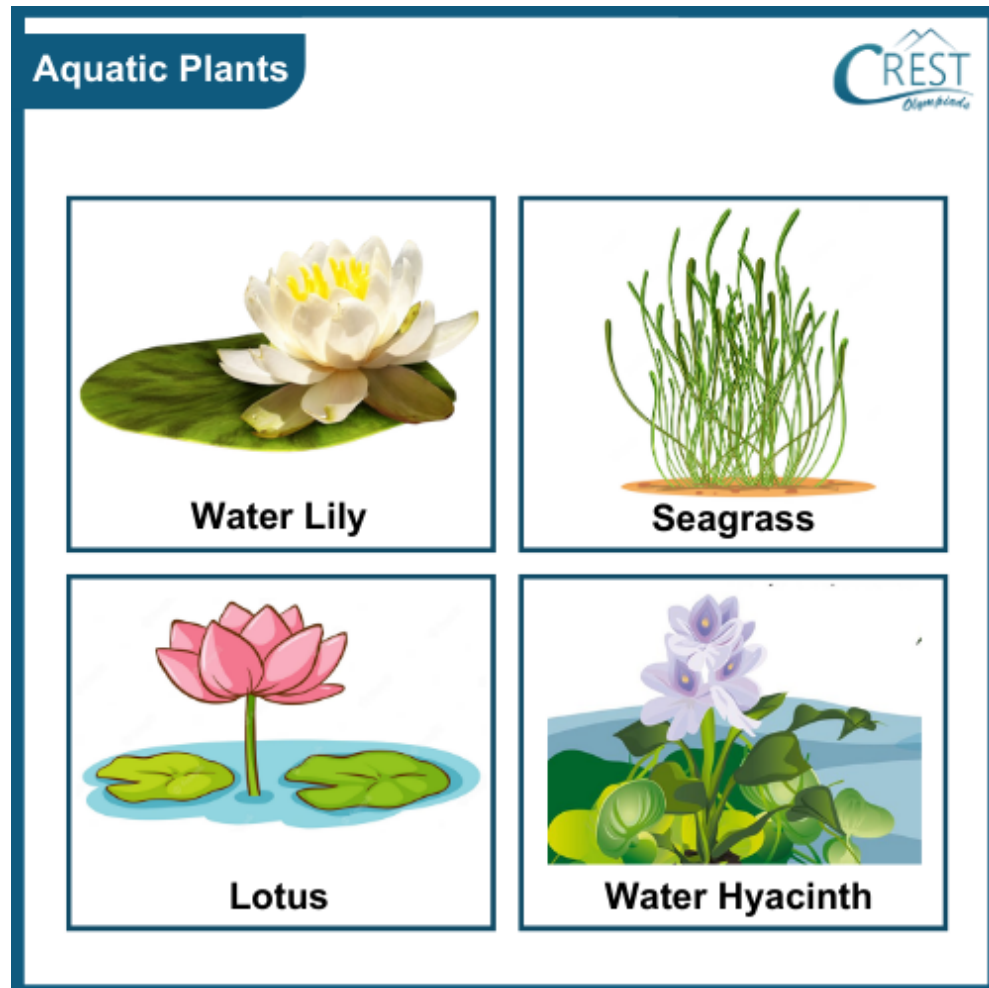 Aquatic Plants
CREST
Olympiads
Water Lily
Seagrass
Lotus
Water Hyacinth